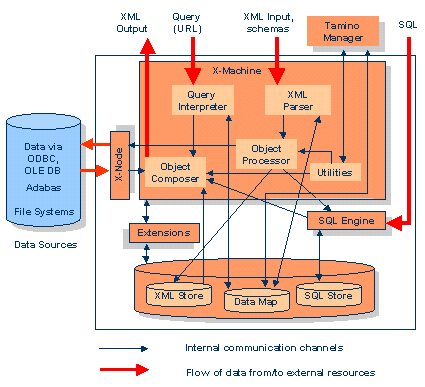 XML
Output
Query
(URL)
XML Input,
schemas
Tamino
Manager
SQL
X-Machine
Query
Interpreter
XML
Parser
Data via
ODBC,
OLE DB
Adabas
File Systems
Data Sources
X-Node
Object
Processor
Object
Composer
Utilities
SQL Engine
Extensions
XML Store
Data Map
SQL Store
Internal communication channels
Flow of data from/to external resources